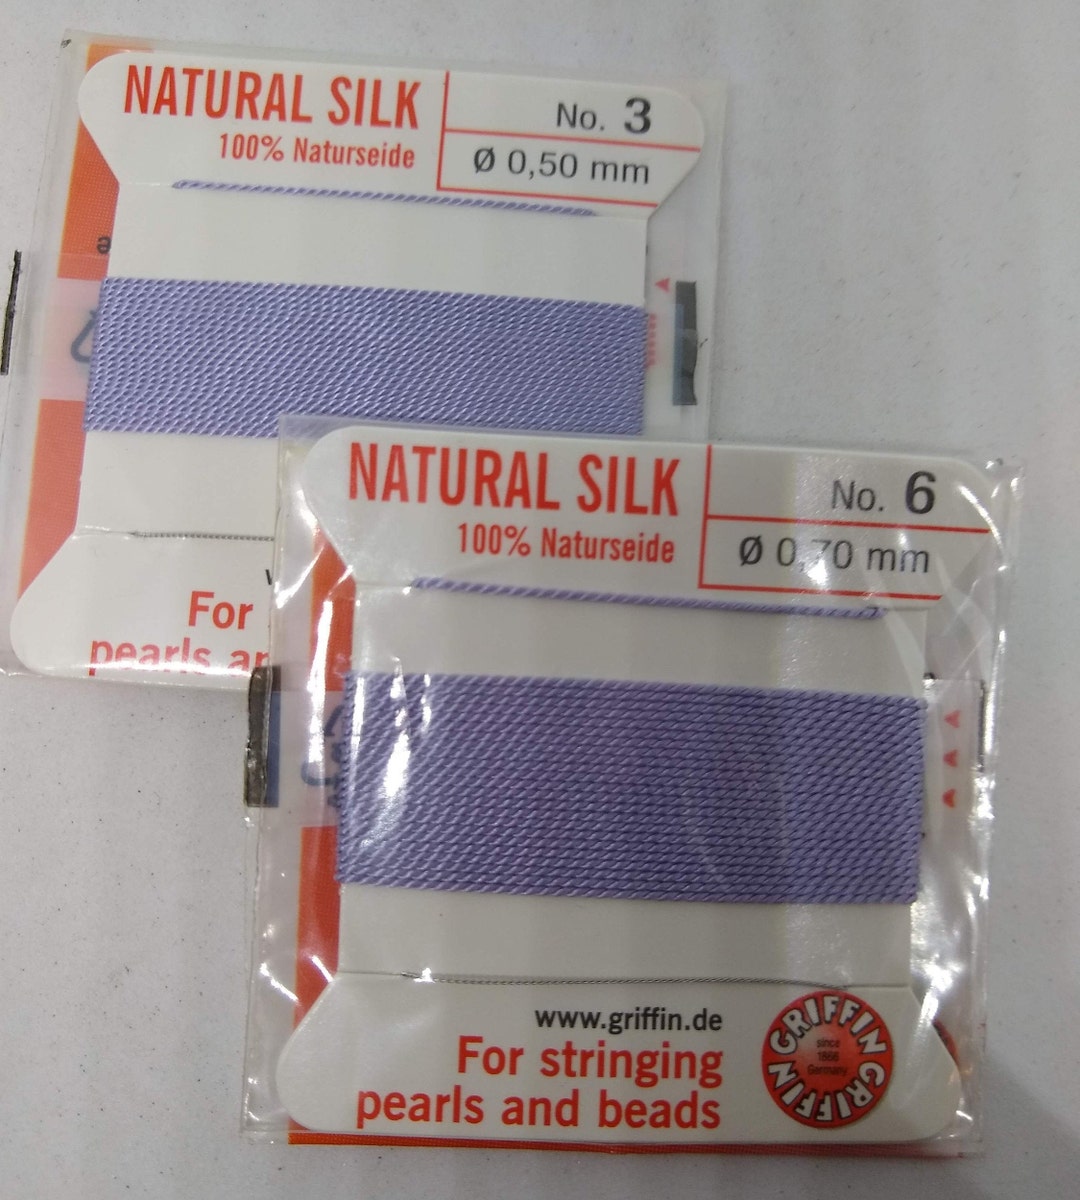 NATURAL SILK
100% Naturseide
No. 3
Ø 0,50 mm
For
pearls
NATURAL SILK
100% Naturseide
No. 6
Ø 0,70 mm
www.griffin.de
For stringing
pearls and beads
GRIFFIN GRIFFIN
since
1866
Germany